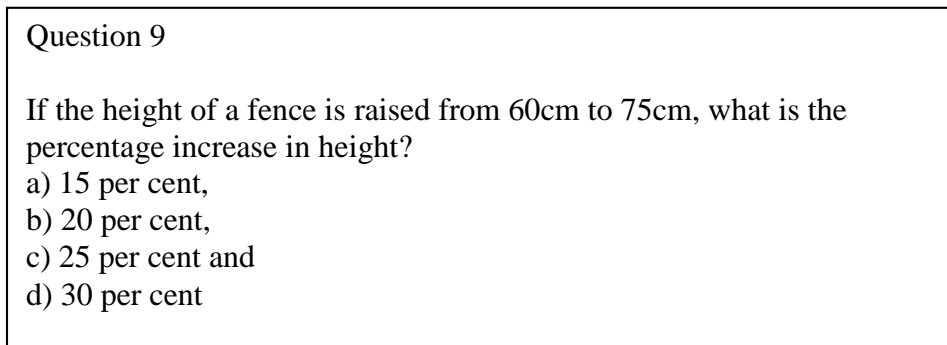 Question 9
If the height of a fence is raised from 60cm to 75cm, what is the
percentage increase in height?
a) 15 per cent,
b) 20 per cent,
c) 25 per cent and
d) 30 per cent